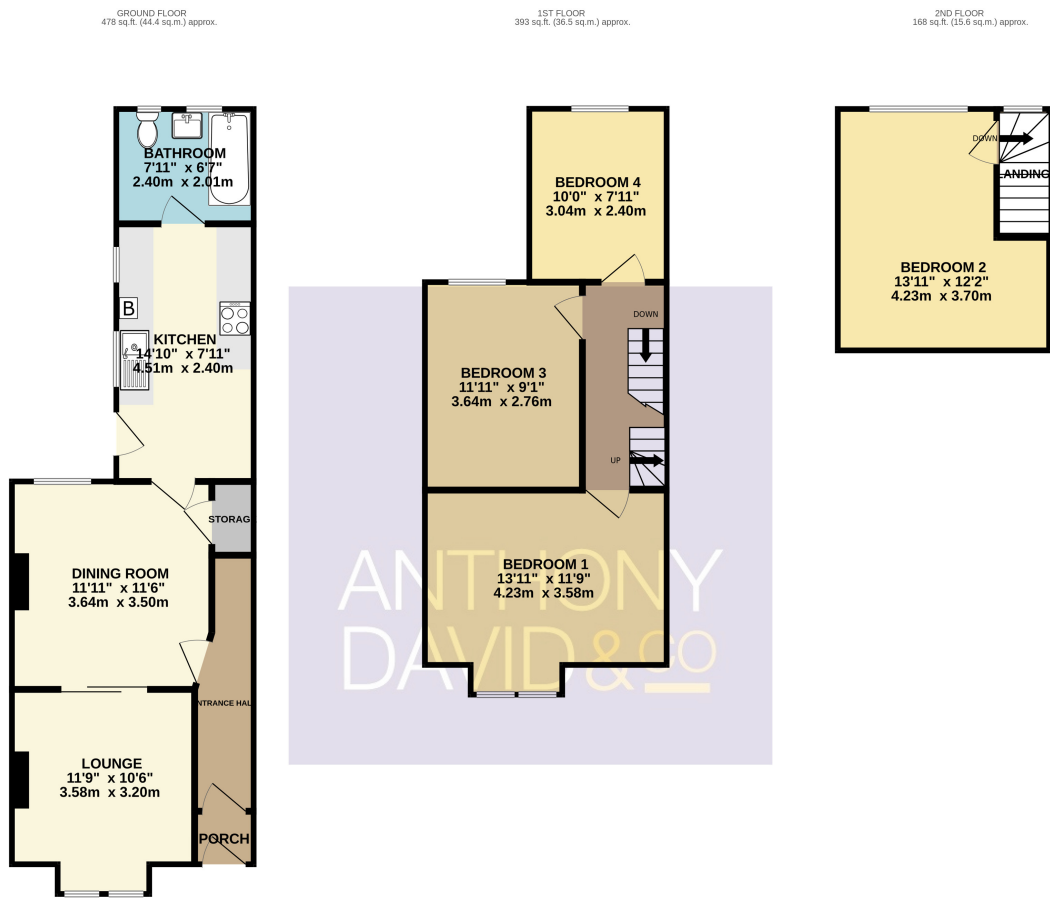 GROUND FLOOR
478 sq.ft. (44.4 sq.m.) approx.
1ST FLOOR
393 sq.ft. (36.5 sq.m.) approx.
2ND FLOOR
168 sq.ft. (15.6 sq.m.) approx.
BATHROOM
7'11" x 6'7"
2.40m x 2.01m
B
KITCHEN
14'10" x 7'11"
4.51m x 2.40m
STORAG
DINING ROOM
11'11" x 11'6"
3.64m x 3.50m
NTRANCE HAL
LOUNGE
11'9" x 10'6"
3.58m x 3.20m
PORCH
BEDROOM 4
10'0" x 7'11"
3.04m x 2.40m
DOWN
BEDROOM 3
11'11" x 9'1"
3.64m x 2.76m
UP
BEDROOM 1
13'11" x 11'9"
4.23m x 3.58m
ANTHONY
DAVID & CO
DOWN
LANDING
BEDROOM 2
13'11" x 12'2"
4.23m x 3.70m